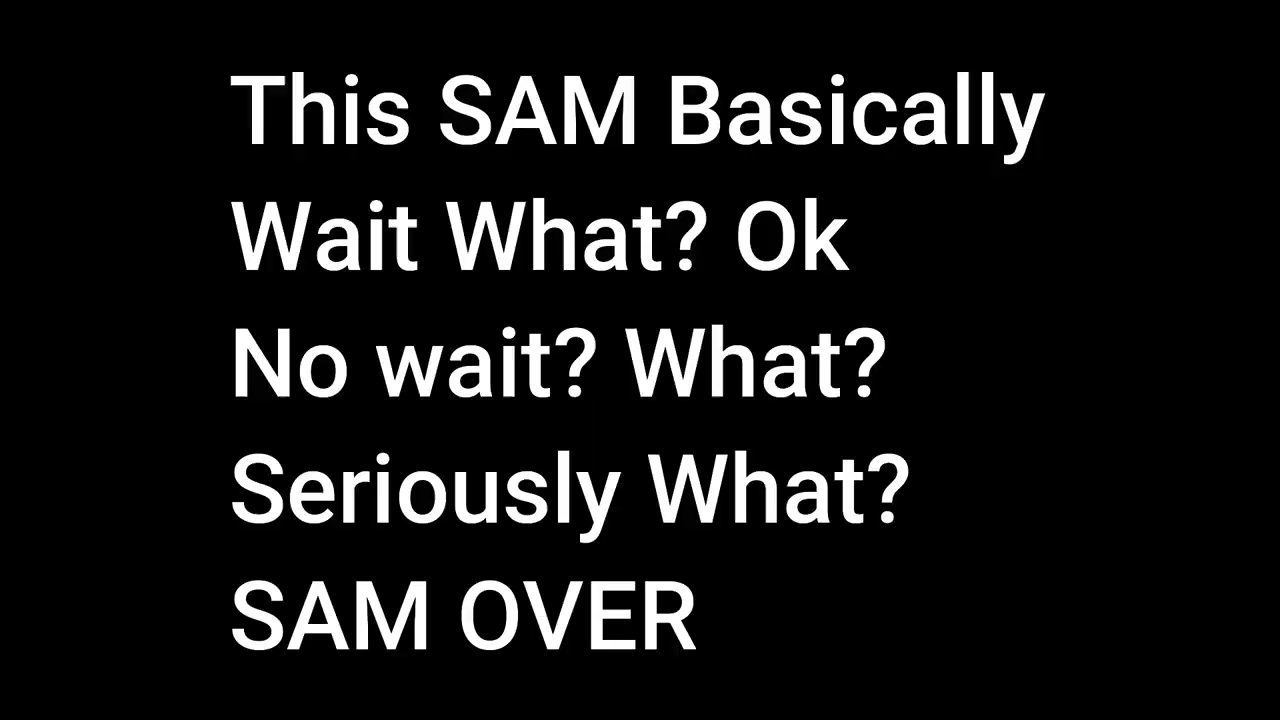 This SAM Basically
Wait What? Ok
No wait? What?
Seriously What?
SAM OVER